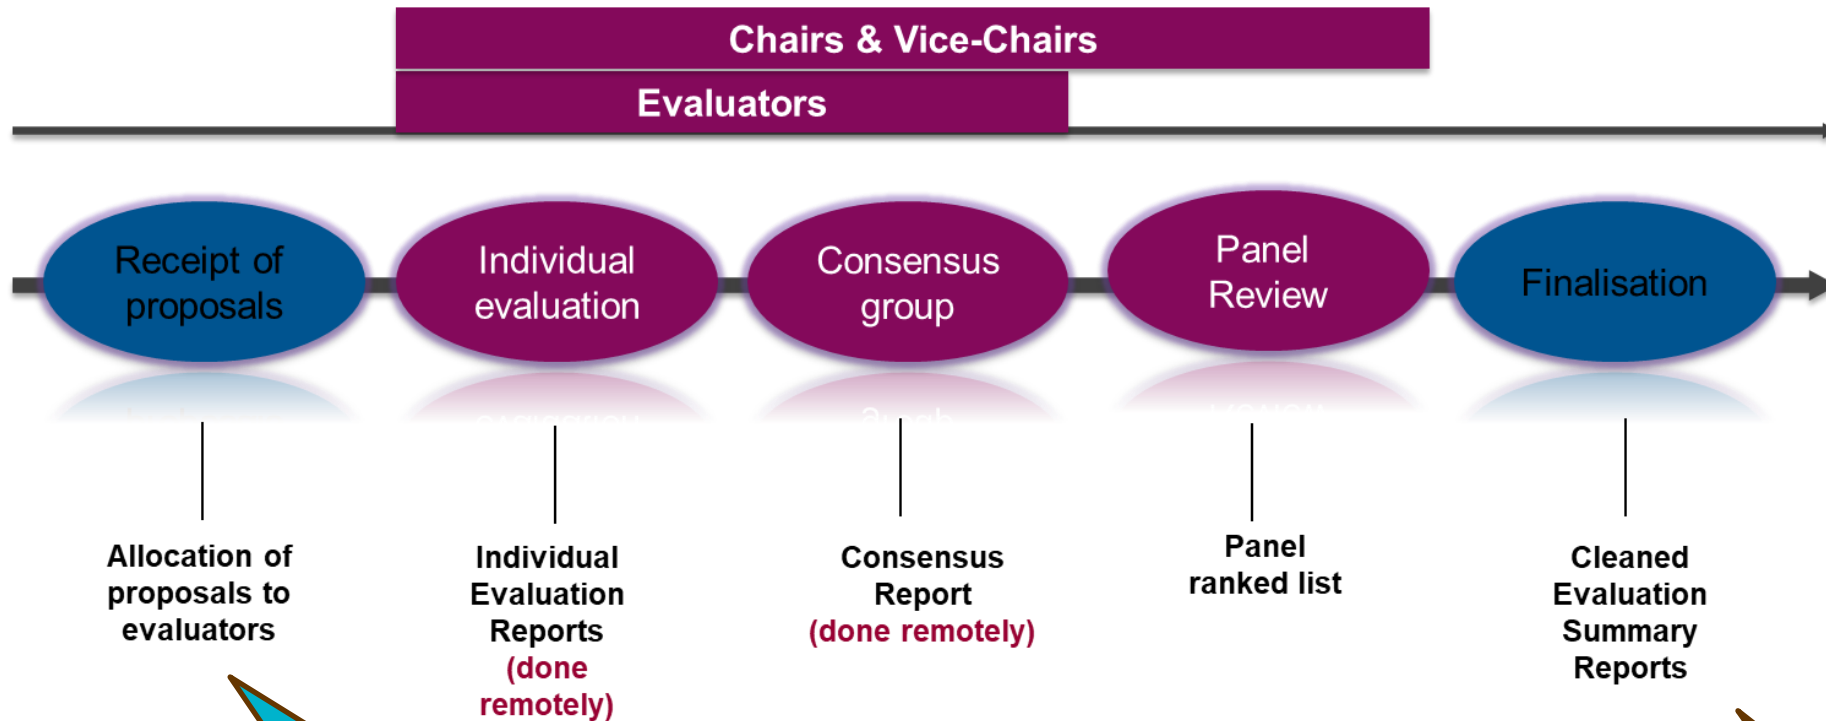 Chairs & Vice-Chairs
Evaluators
Receipt of
proposals
Individual
evaluation
Consensus
group
Panel
Review
Finalisation
Allocation of
proposals to
evaluators
Individual
Evaluation
Reports
(done
remotely)
Consensus
Report
(done remotely)
Panel
ranked list
Cleaned
Evaluation
Summary
Reports